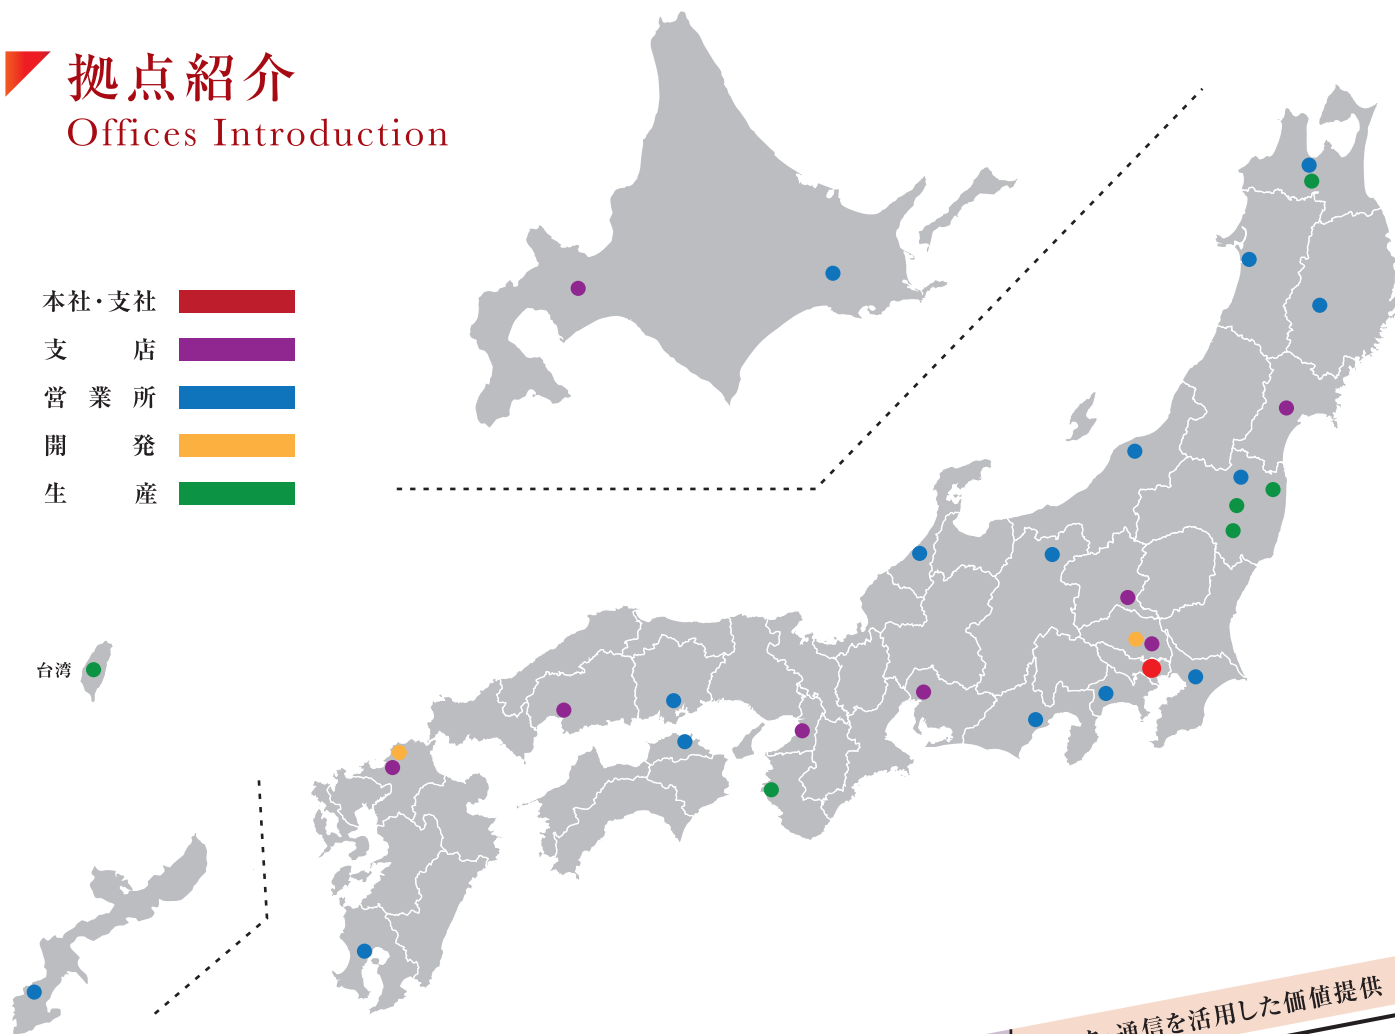 拠点紹介
Offices Introduction
本社・支社
支店
営業所
開発
生産
台湾
通信を活用した価値提供